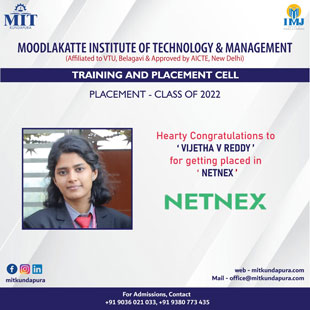 MIT
KUNDAPURA
IMJ
MOODLAKATTE INSTITUTE OF TECHNOLOGY & MANAGEMENT
(Affiliated to VTU, Belagavi & Approved by AICTE, New Delhi)
TRAINING AND PLACEMENT CELL
PLACEMENT - CLASS OF 2022
Hearty Congratulations to
‘ VIJETHA V REDDY ’
for getting placed in
‘ NETNEX ’
NETNEX
mitkundapura
web - mitkundapura.com
Mail - office@mitkundapura.com
For Admissions, Contact
+91 9036 021 033, +91 9380 773 435